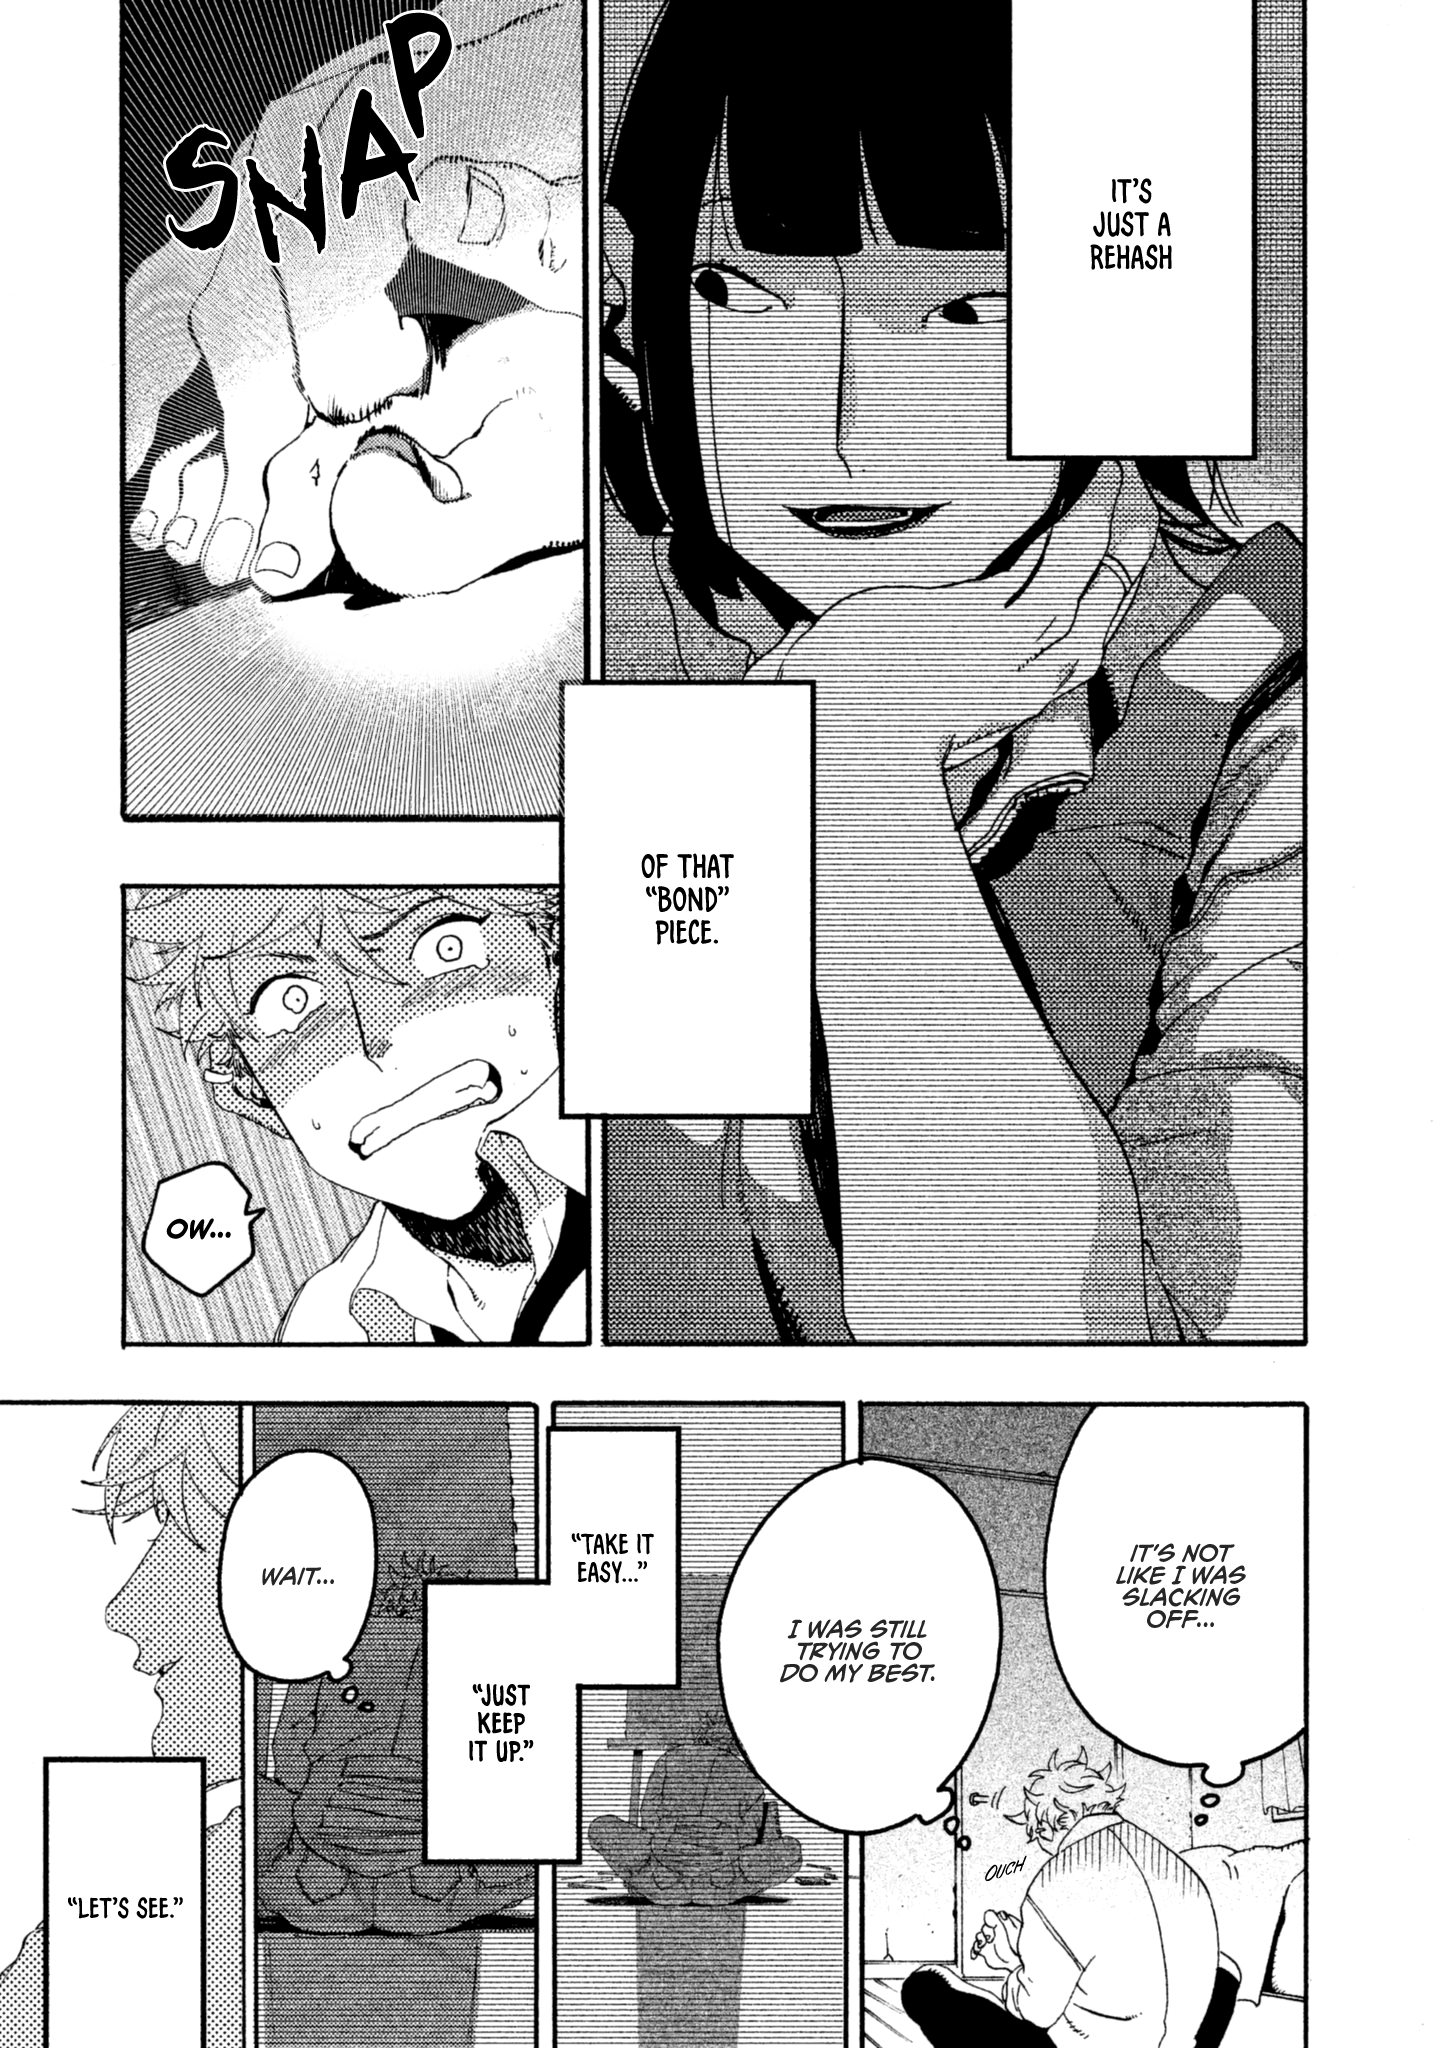 IT'S
JUST A
REHASH
OF THAT
"BOND"
PIECE.
SNAP
OW...
IT'S NOT
LIKE I WAS
SLACKING
OFF...
OUCH
I WAS STILL
TRYING TO
DO MY BEST.
"TAKE IT
EASY..."
"JUST
KEEP
IT UP."
WAIT...
"LET'S SEE."